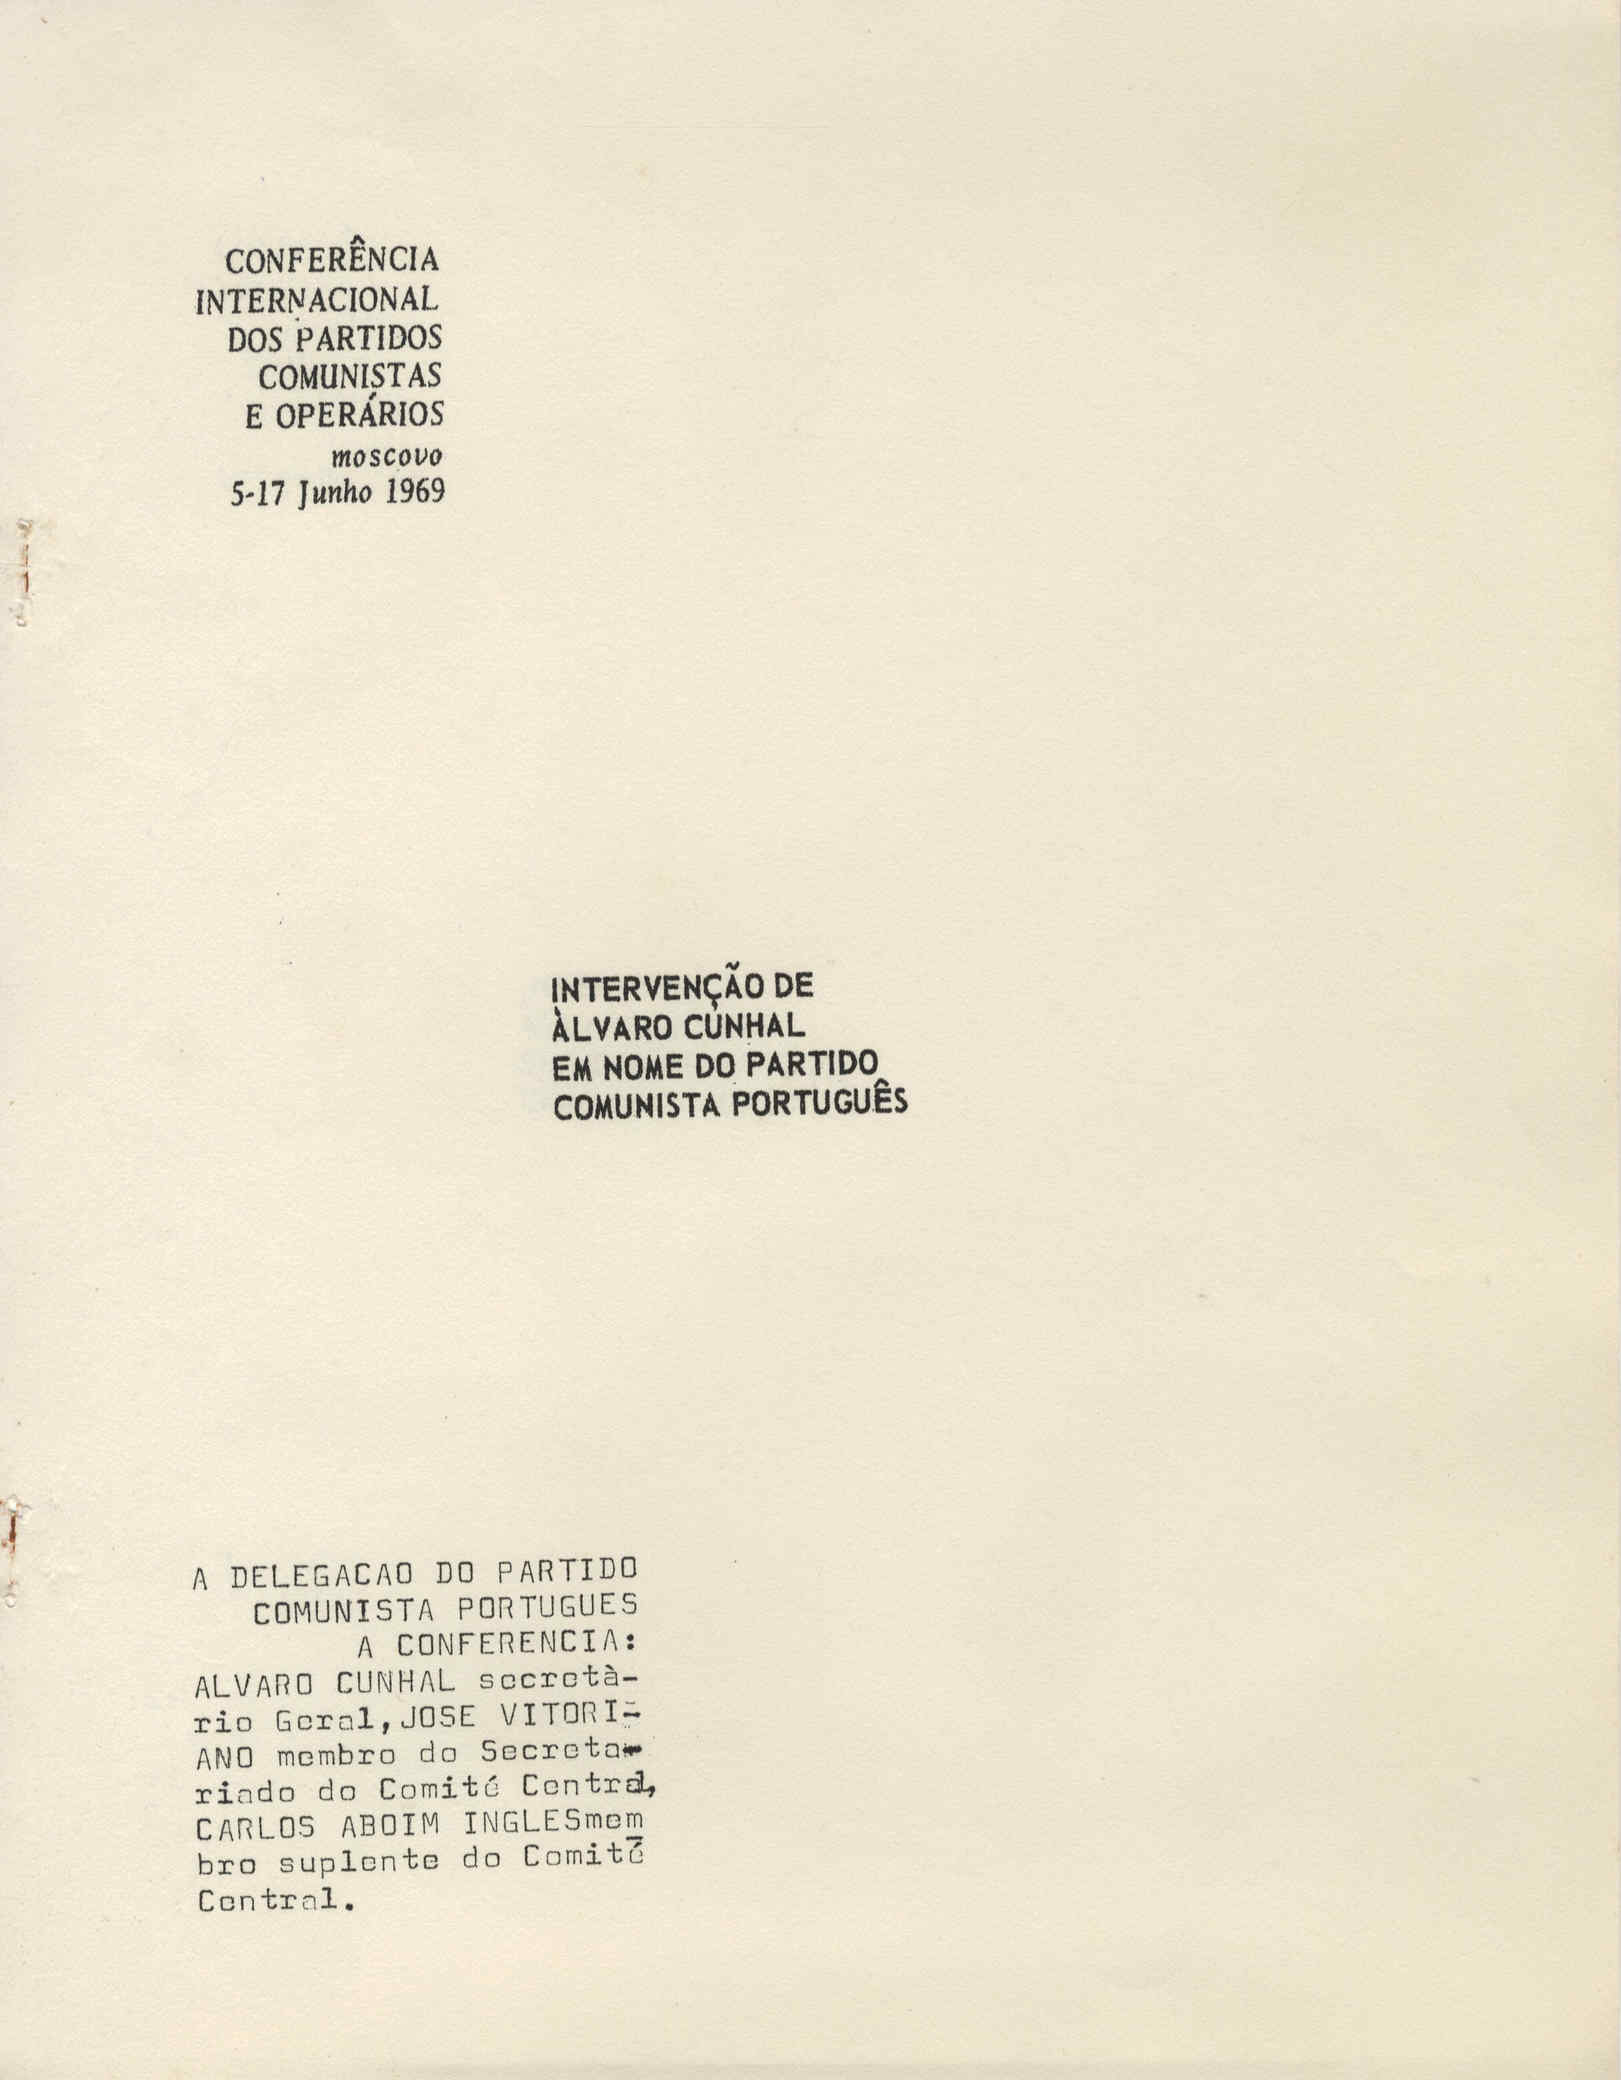 CONFERÊNCIA
INTERNACIONAL
DOS PARTIDOS
COMUNISTAS
E OPERÁRIOS
moscovo
5-17 Junho 1969
INTERVENÇÃO DE
ÀLVARO CUNHAL
EM NOME DO PARTIDO
COMUNISTA PORTUGUÊS
A DELEGACAO DO PARTIDO
COMUNISTA PORTUGUES
A CONFERENCIA:
ALVARO CUNHAL secretà-
rio Geral,JOSE VITORI-
ANO membro do Secreta-
riado do Comité Central,
CARLOS ABOIM INGLESmem
bro suplente do Comité
Central.